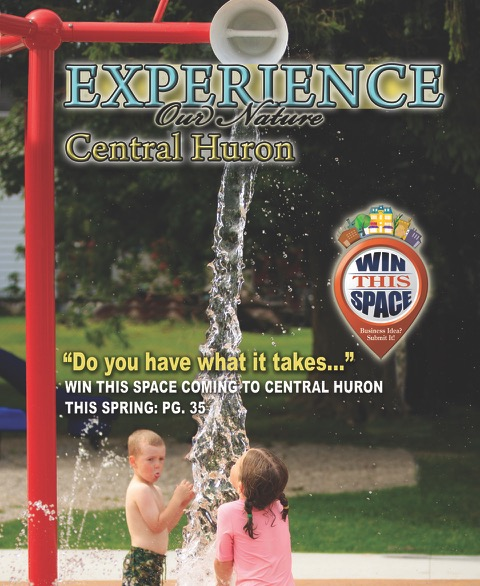 EXPERIENCE
Our Nature
Central Huron
WIN
THIS
SPACE
Business Idea?
Submit It!
“Do you have what it takes...”
WIN THIS SPACE COMING TO CENTRAL HURON
THIS SPRING: PG. 35